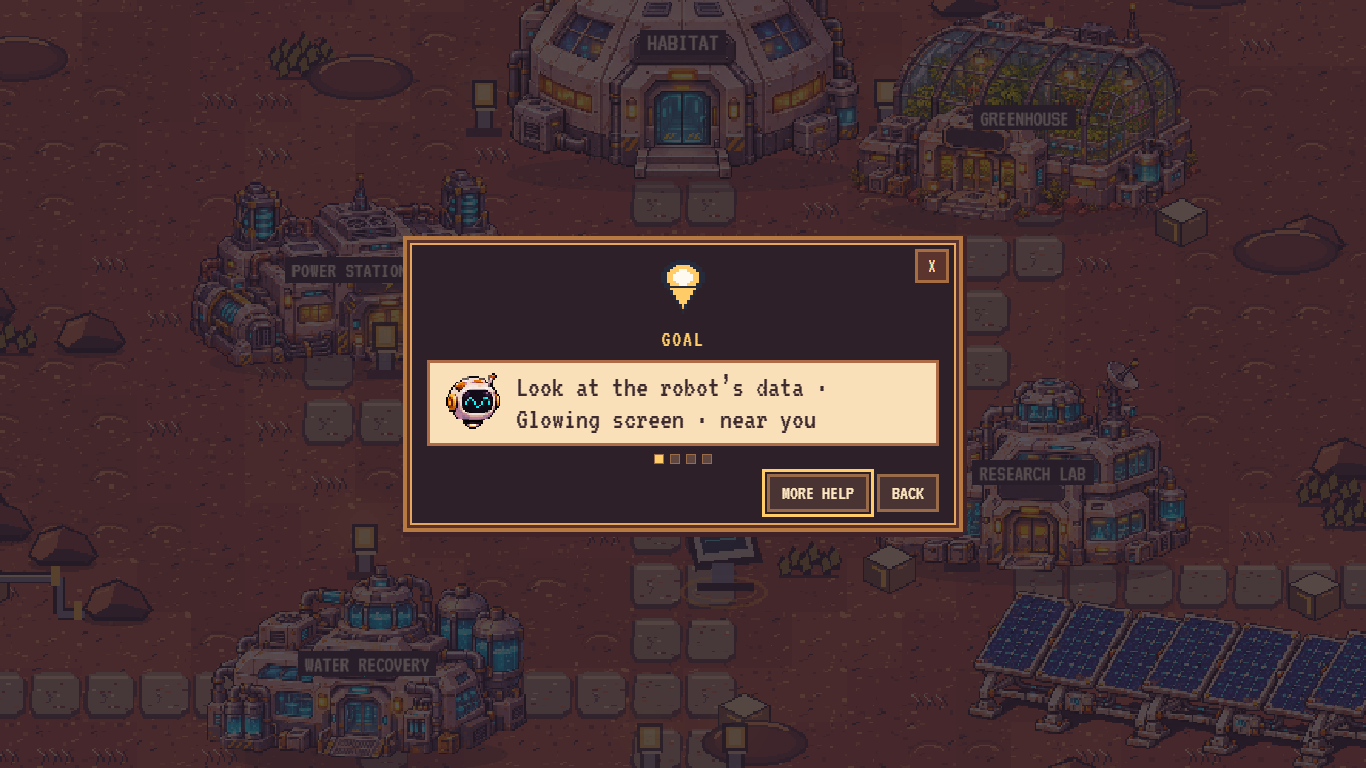 HABITAT
GREENHOUSE
POWER STATION
X
GOAL
Look at the robot's data ·
Glowing screen · near you
MORE HELP
BACK
RESEARCH LAB
WATER RECOVERY